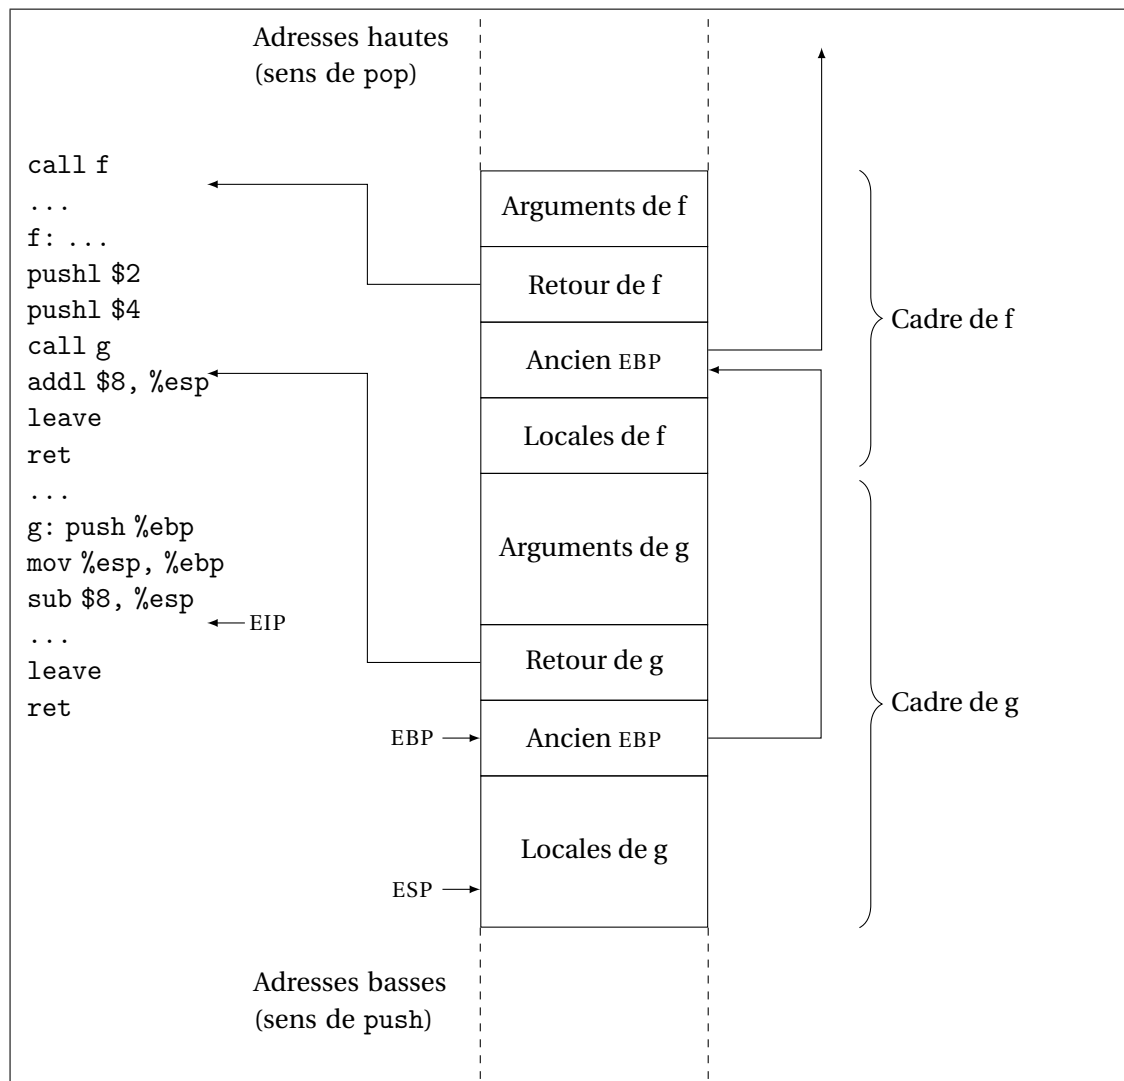 Adresses hautes
(sens de pop)
call f
...
f: ...
pushl $2
pushl $4
call g
addl $8, %esp
leave
ret
...
g: push %ebp
mov %esp, %ebp
sub $8, %esp
...
leave
ret
EIP
Arguments de f
Retour de f
Ancien EBP
Locales de f
Arguments de g
Retour de g
Ancien EBP
Locales de g
EBP
ESP
Cadre de f
Cadre de g
Adresses basses
(sens de push)